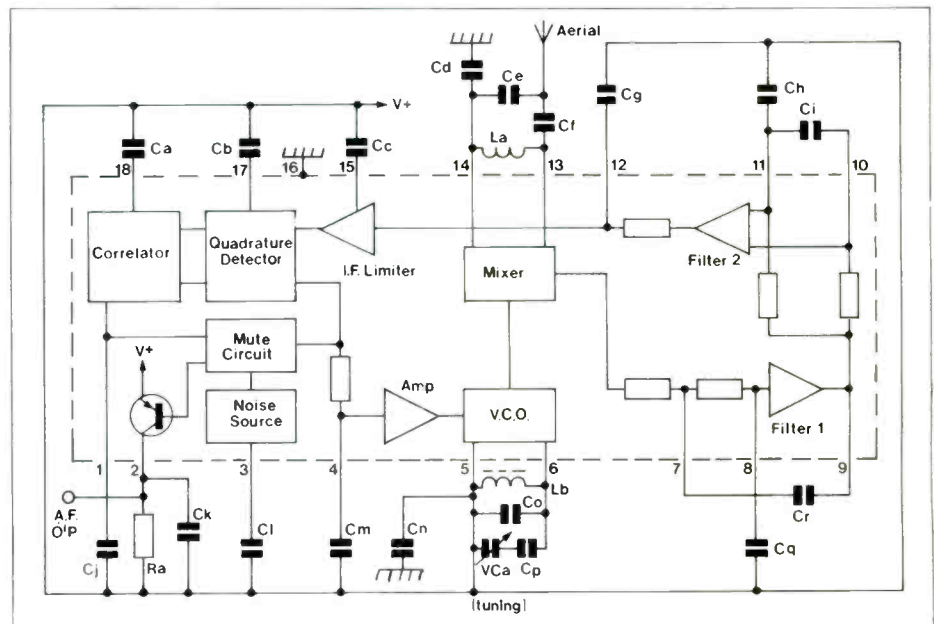 Aerial
Cd
Ce
Cg
Ch
Ci
Cf
V+
Ca
Cb
Cc
La
18
17
16
15
14
13
12
11
10
Correlator
Quadrature
Detector
I.F. Limiter
Mixer
Filter 2
Mute
Circuit
V+
Noise
Source
Amp
V.C.O.
Filter 1
1
2
3
4
5
6
7
8
9
A.F.
O'P
Cj
Ra
Ck
Cl
Cm
Cn
Lb
Co
VCa
Cp
Cr
Cq
(tuning)